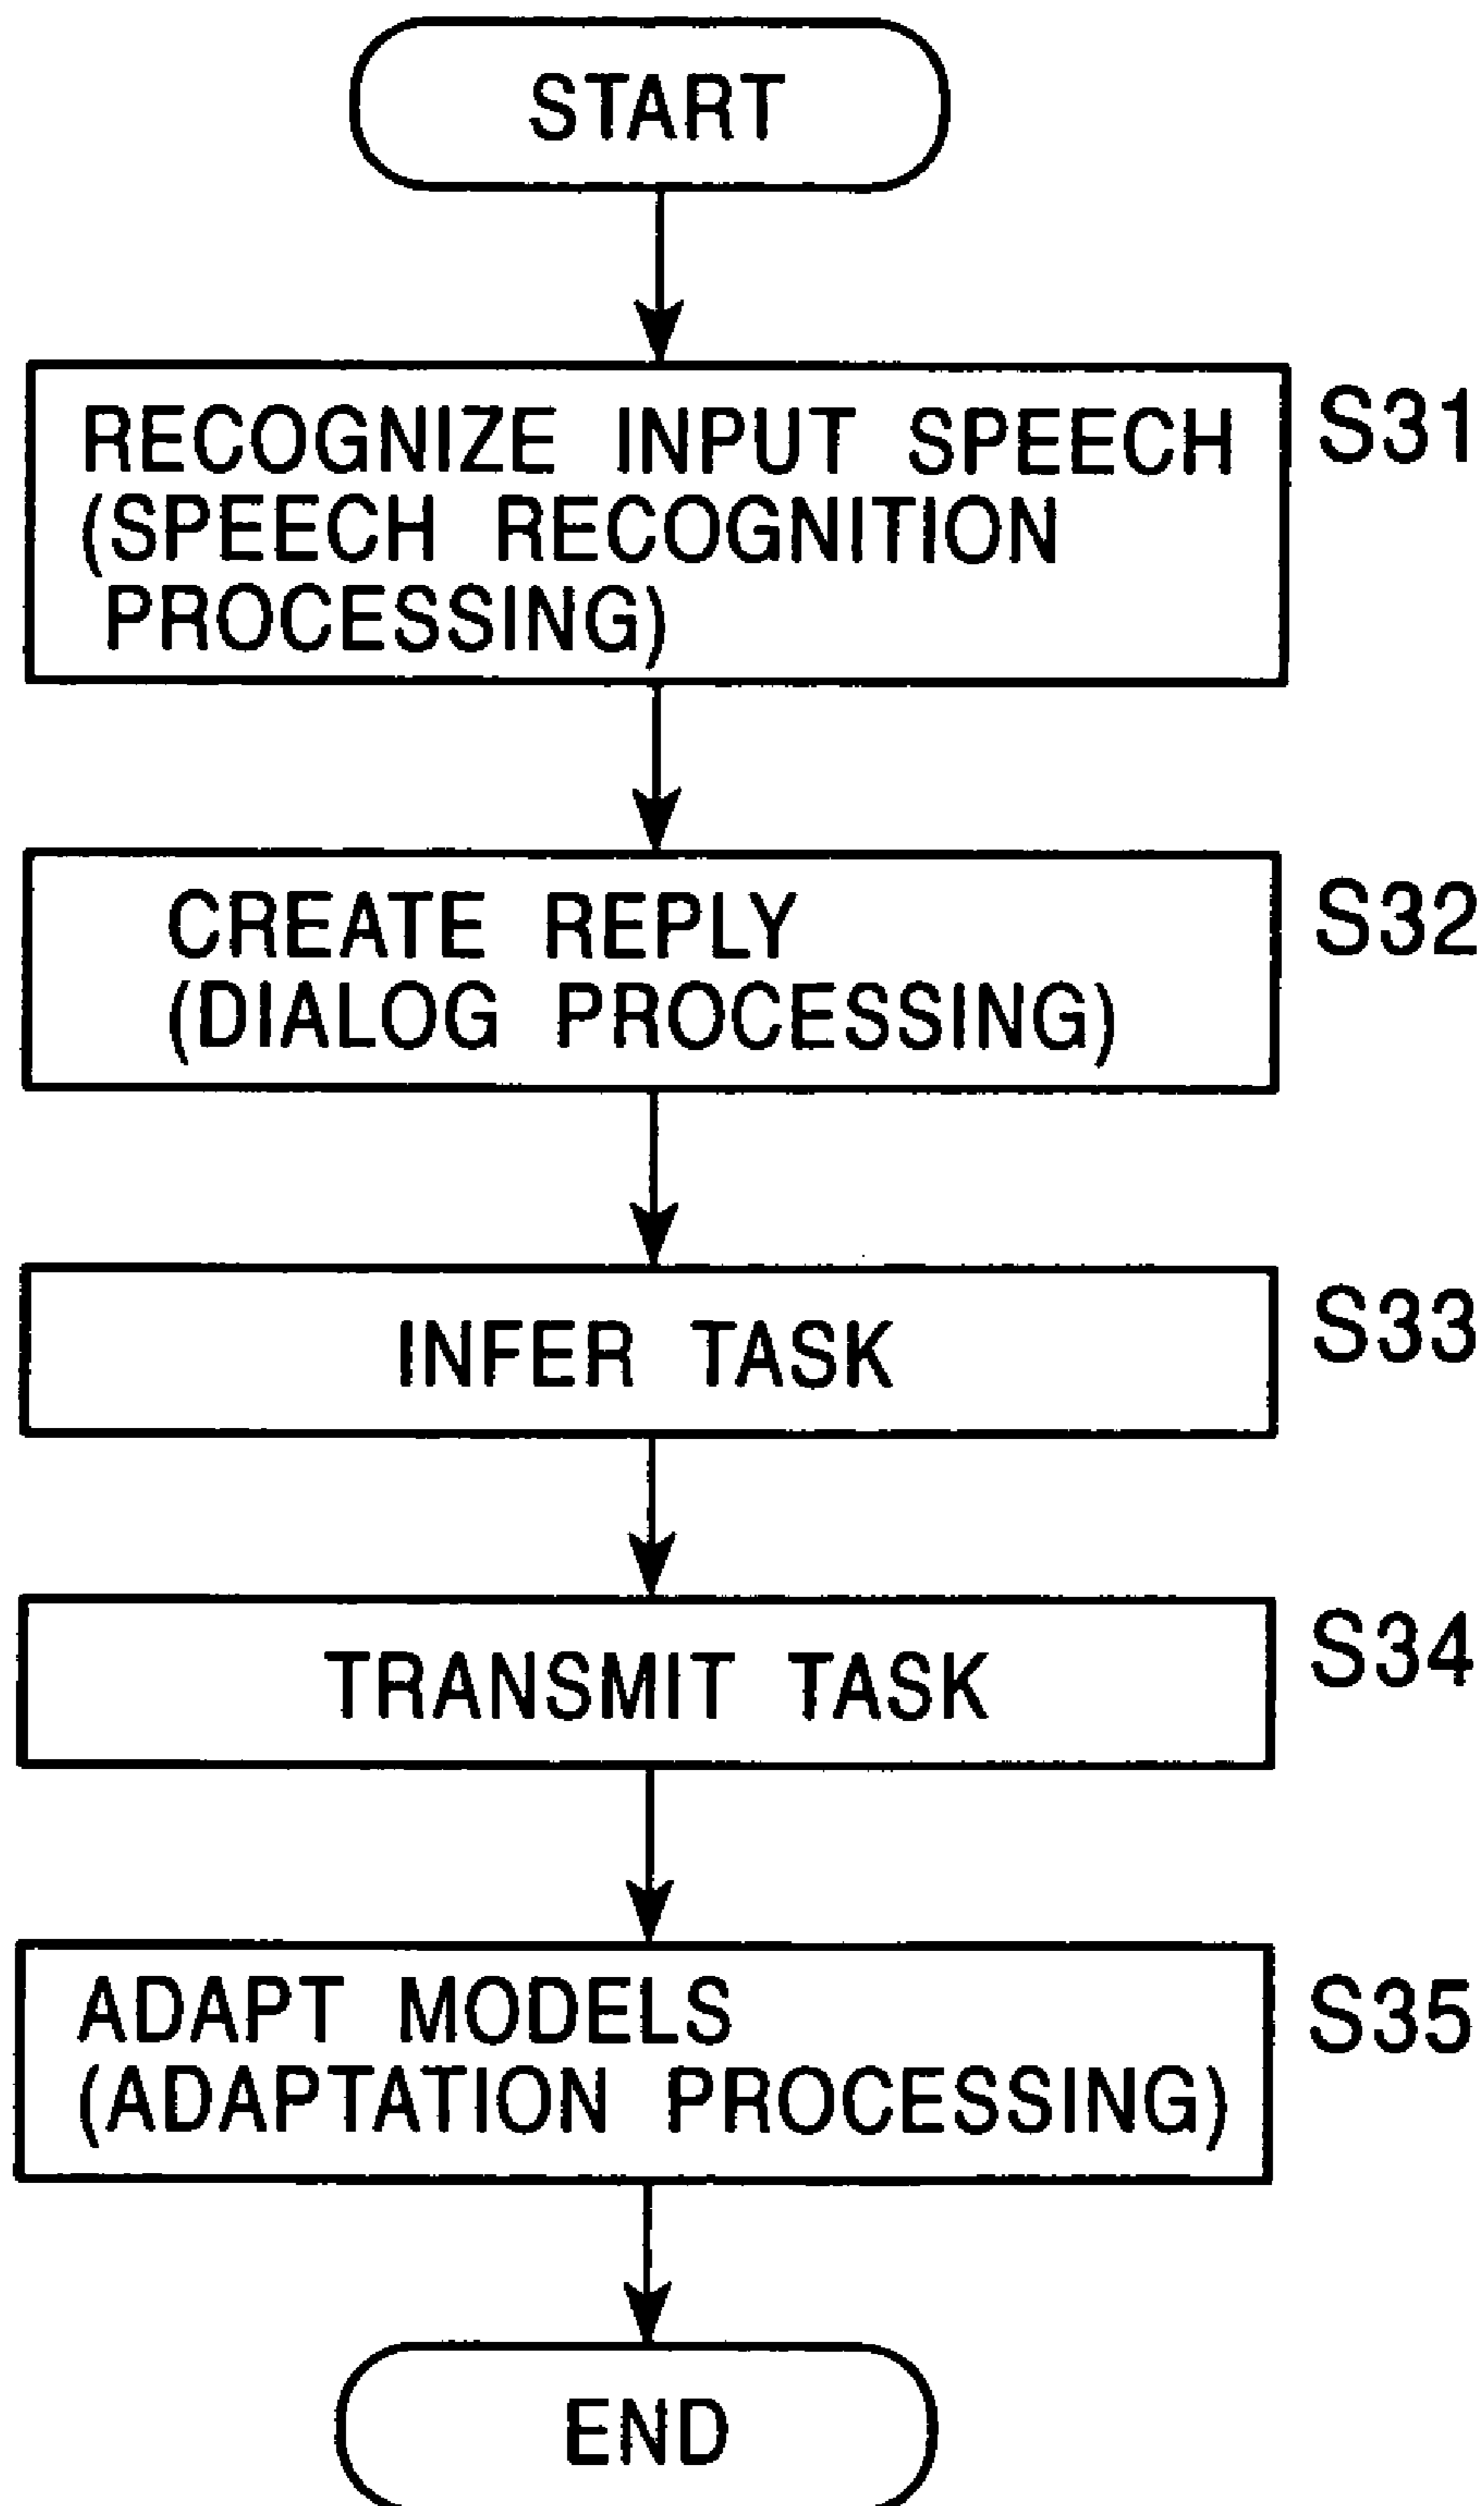 START
RECOGNIZE INPUT SPEECH
(SPEECH RECOGNITION
PROCESSING)
S31
CREATE REPLY
(DIALOG PROCESSING)
S32
INFER TASK
S33
TRANSMIT TASK
S34
ADAPT MODELS
(ADAPTATION PROCESSING)
S35
END